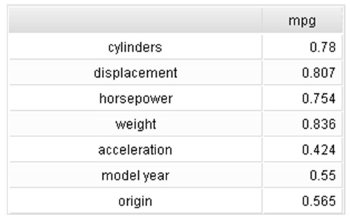 mpg
cylinders 0.78
displacement 0.807
horsepower 0.754
weight 0.836
acceleration 0.424
model year 0.55
origin 0.565